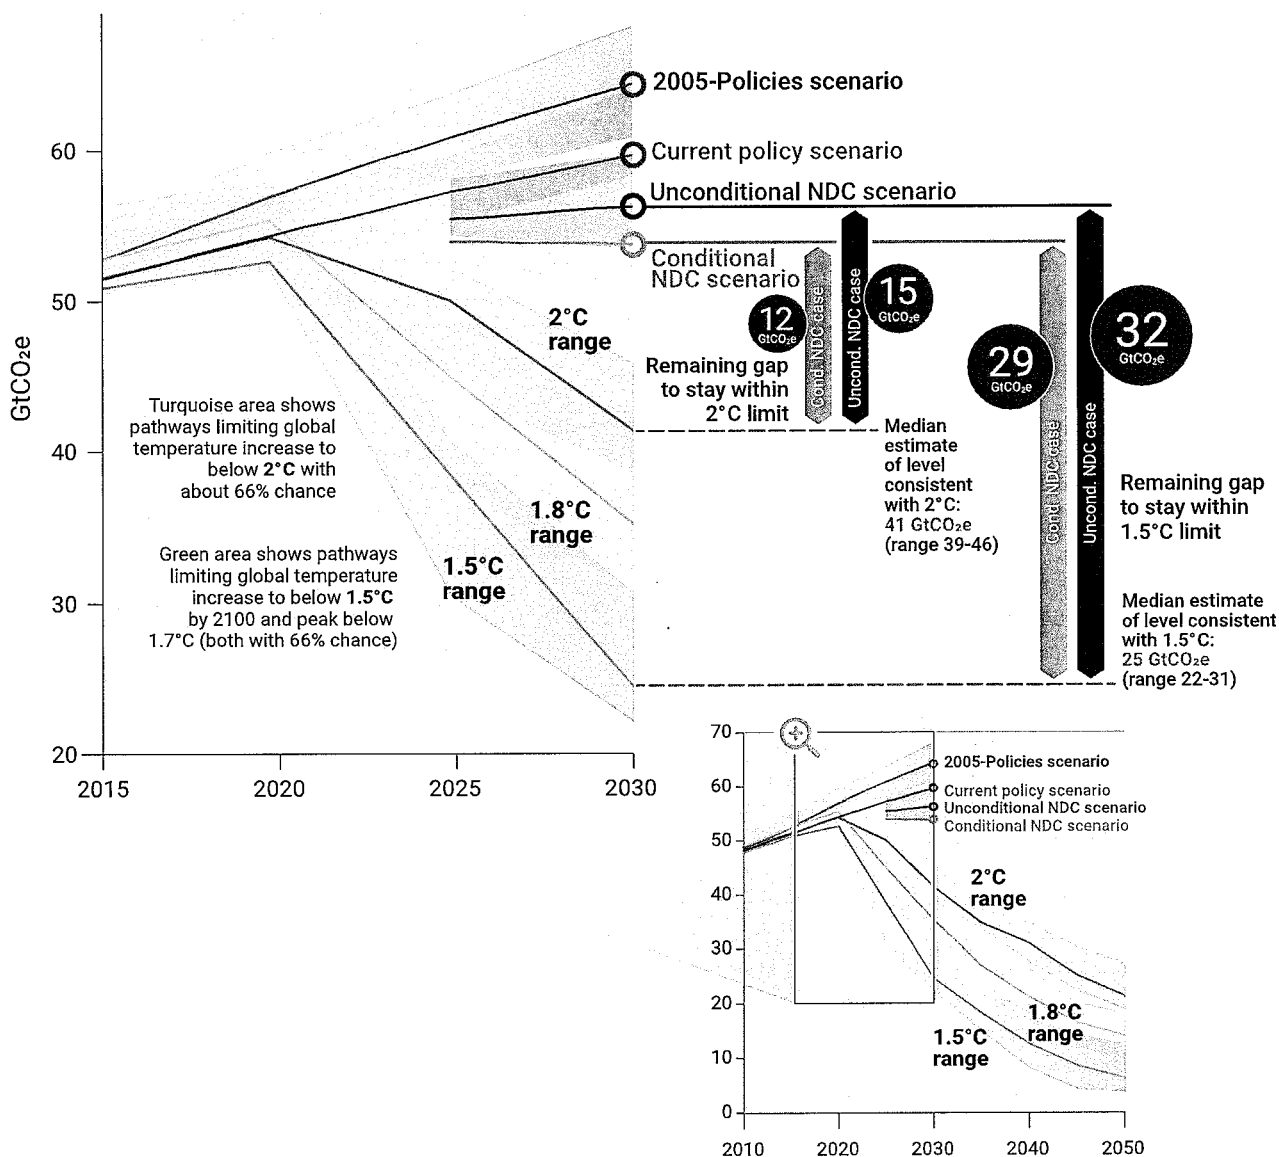 60
50
40
30
20
GtCO₂e
2015
2020
2025
2030
2005-Policies scenario
Current policy scenario
Unconditional NDC scenario
Conditional
NDC scenario
2°C
range
1.8°C
range
1.5°C
range
Turquoise area shows
pathways limiting global
temperature increase to
below 2°C with
about 66% chance
Green area shows pathways
limiting global temperature
increase to below 1.5°C
by 2100 and peak below
1.7°C (both with 66% chance)
12
GtCO₂e
Cond. NDC case
Uncond. NDC case
15
GtCO₂e
Remaining gap
to stay within
2°C limit
Median
estimate
of level
consistent
with 2°C:
41 GtCO₂e
(range 39-46)
29
GtCO₂e
Cond. NDC case
Uncond. NDC case
32
GtCO₂e
Remaining gap
to stay within
1.5°C limit
Median estimate
of level consistent
with 1.5°C:
25 GtCO₂e
(range 22-31)
70
60
50
40
30
20
10
0
2010
2020
2030
2040
2050
2005-Policies scenario
Current policy scenario
Unconditional NDC scenario
Conditional NDC scenario
2°C
range
1.8°C
range
1.5°C
range